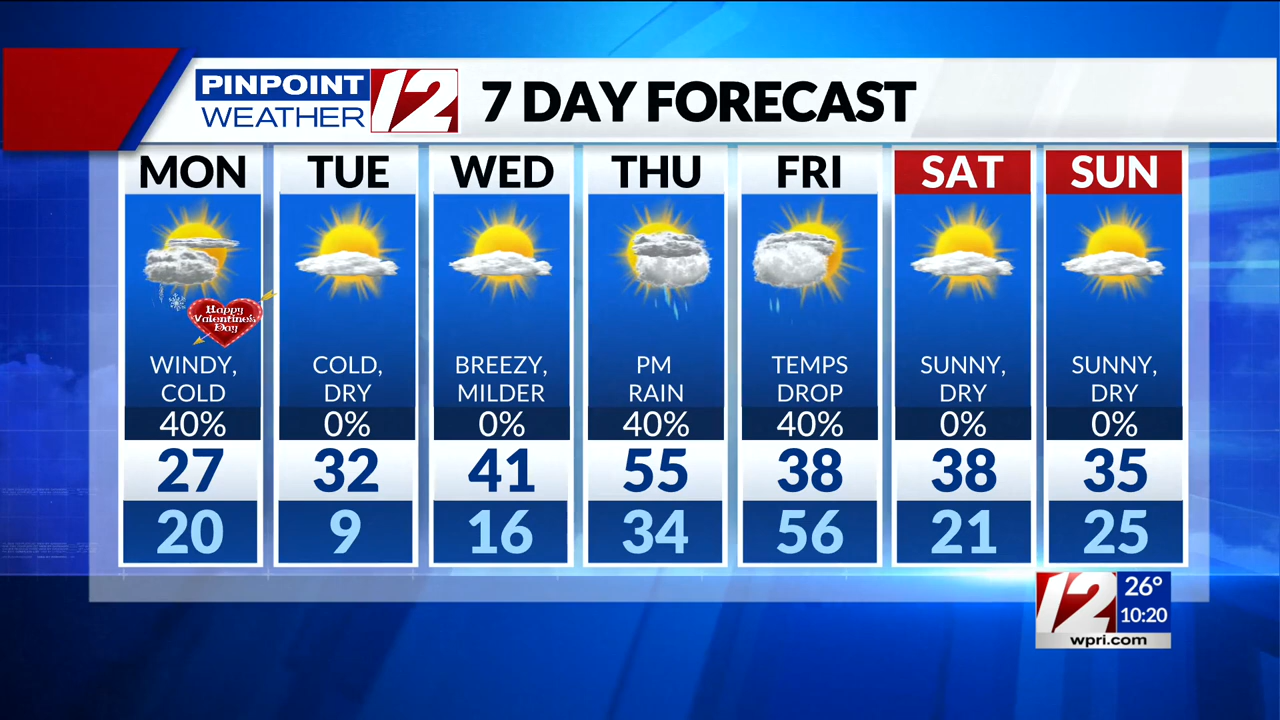 PINPOINT
WEATHER
12
7 DAY FORECAST
MON
TUE
WED
THU
FRI
SAT
SUN
Happy
Valentine's
Day
WINDY,
COLD
COLD,
DRY
BREEZY,
MILDER
PM
RAIN
TEMPS
DROP
SUNNY,
DRY
SUNNY,
DRY
40%
0%
0%
40%
40%
0%
0%
27
32
41
55
38
38
35
20
9
16
34
56
21
25
12
26°
10:20
wpri.com